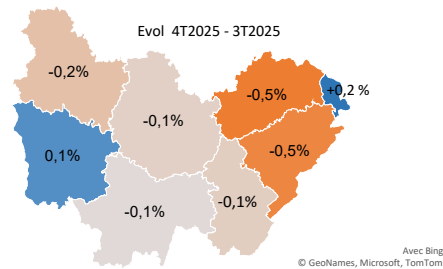 Evol 4T2025 - 3T2025
-0,2%
-0,5%
+0,2 %
-0,1%
-0,5%
0,1%
-0,1%
-0,1%
Avec Bing
© GeoNames, Microsoft, TomTom